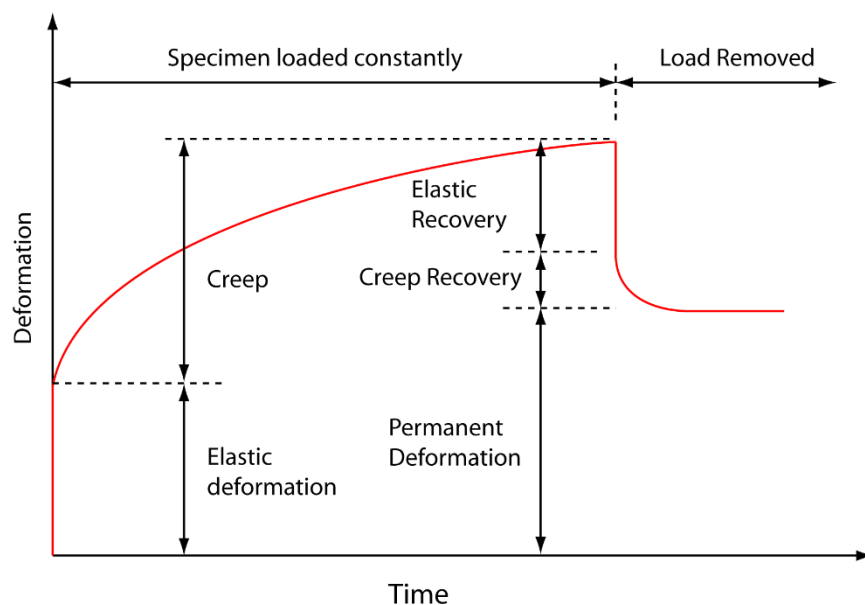 Specimen loaded constantly
Load Removed
Elastic
Recovery
Creep
Creep Recovery
Deformation
Permanent
Deformation
Elastic
deformation
Time